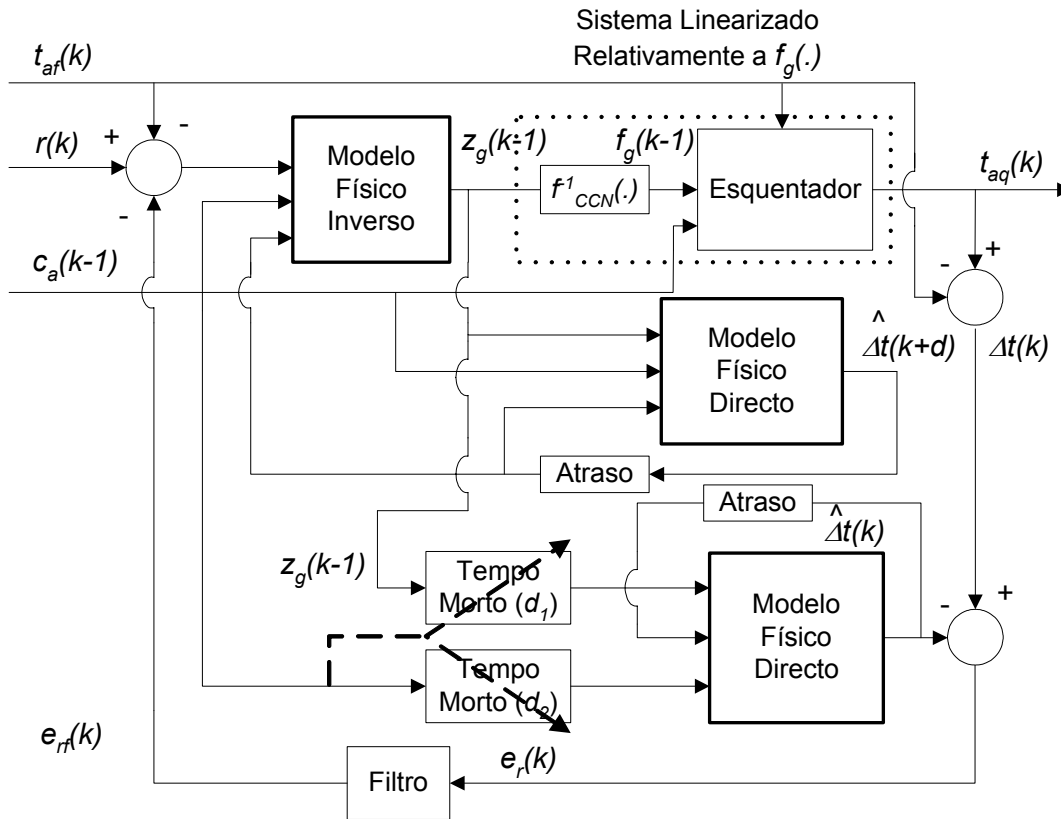 Sistema Linearizado
Relativamente a f_g(.)
t_af(k)
r(k)
+
-
-
c_a(k-1)
Modelo
Físico
Inverso
z_g(k-1)
f^-1_CCN(.)
f_g(k-1)
Esquentador
t_aq(k)
+
-
Modelo
Físico
Directo
^
Δt(k+d)
Δt(k)
Atraso
Atraso
^
Δt(k)
z_g(k-1)
Tempo
Morto (d_1)
Tempo
Morto (d_2)
Modelo
Físico
Directo
-
+
e_rf(k)
Filtro
e_r(k)